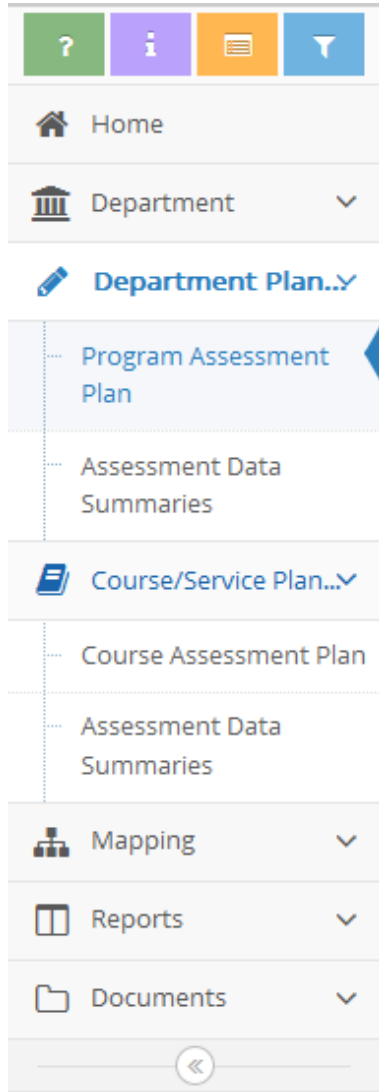 ?
i
Home
Department
Department Plan...
Program Assessment
Plan
Assessment Data
Summaries
Course/Service Plan...
Course Assessment Plan
Assessment Data
Summaries
Mapping
Reports
Documents